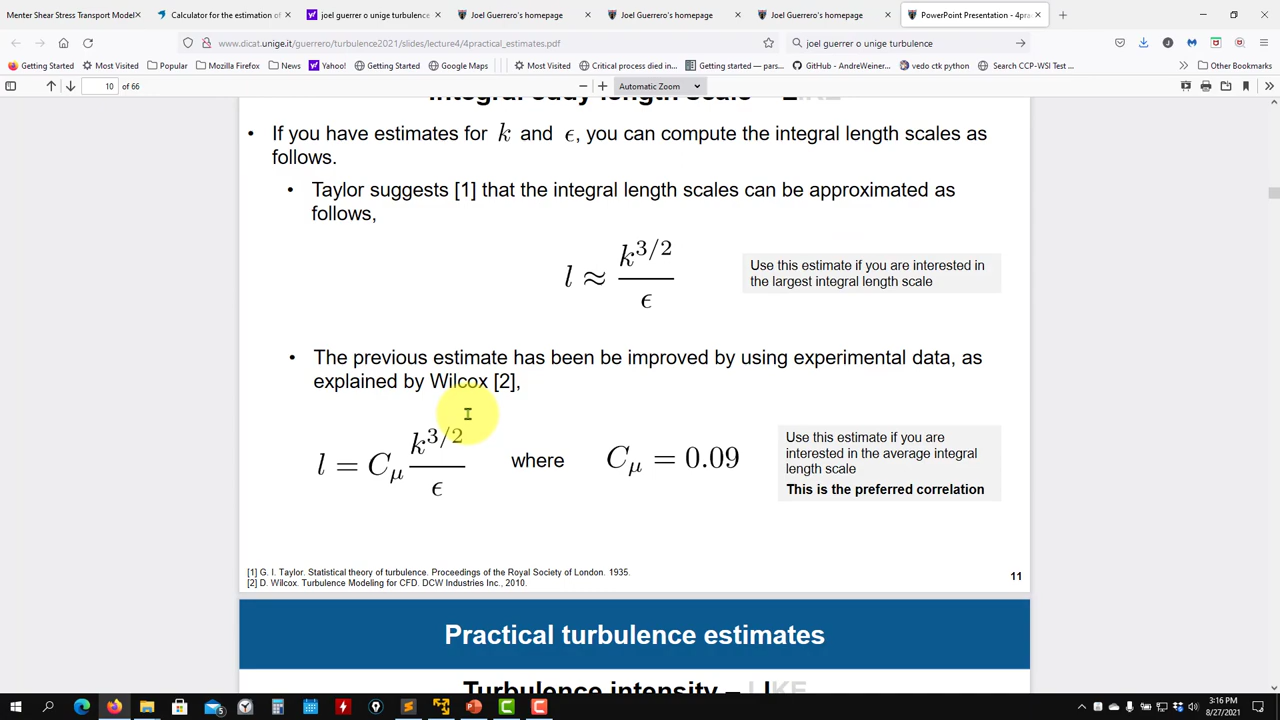 Menter Shear Stress Transport Model
Calculator for the estimation of
joel guerrer o unige turbulence
Joel Guerrero's homepage
Joel Guerrero's homepage
Joel Guerrero's homepage
PowerPoint Presentation - 4pra
www.dicat.unige.it/guerrero/turbulence2021/slides/lecture4/4practical_estimates.pdf
joel guerrer o unige turbulence
Getting Started
Most Visited
Popular
Mozilla Firefox
News
Yahoo!
Getting Started
Google Maps
Most Visited
Critical process died in...
Getting started — pars...
GitHub - AndreWeiner...
vedo ctk python
Search CCP-WSI Test ...
Other Bookmarks
10 of 66
Automatic Zoom
Integral eddy length scale – LIKE
• If you have estimates for k and ϵ, you can compute the integral length scales as
follows.
• Taylor suggests [1] that the integral length scales can be approximated as
follows,
l ≈ k^{3/2} / ϵ
Use this estimate if you are interested in
the largest integral length scale
• The previous estimate has been be improved by using experimental data, as
explained by Wilcox [2],
l = C_μ k^{3/2} / ϵ where C_μ = 0.09
Use this estimate if you are
interested in the average integral
length scale
This is the preferred correlation
[1] G. I. Taylor. Statistical theory of turbulence. Proceedings of the Royal Society of London. 1935.
[2] D. Wilcox. Turbulence Modeling for CFD. DCW Industries Inc., 2010.
11
Practical turbulence estimates
Turbulence intensity – LIKE
3:16 PM
8/27/2021